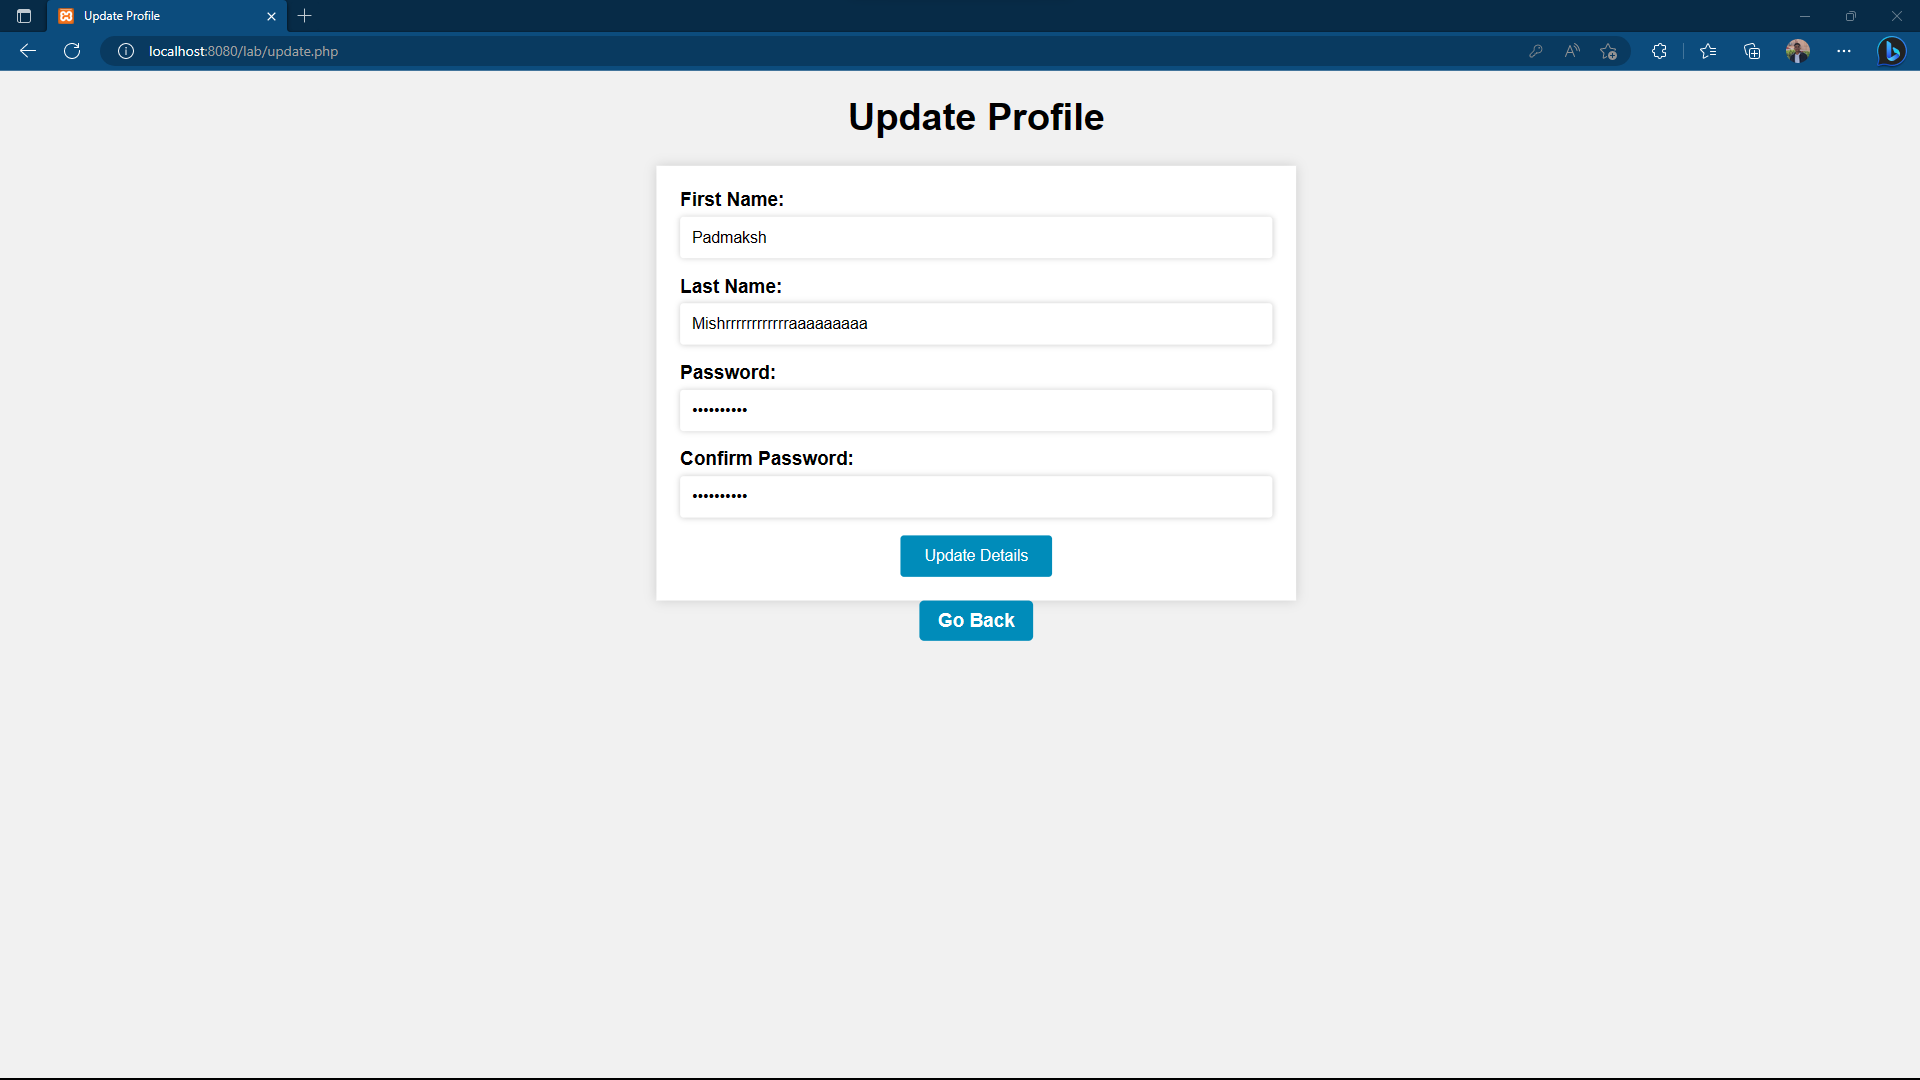 Update Profile
localhost:8080/lab/update.php
Update Profile
First Name:
Padmaksh
Last Name:
Mishrrrrrrrrrrrraaaaaaaaa
Password:
••••••••••
Confirm Password:
••••••••••
Update Details
Go Back